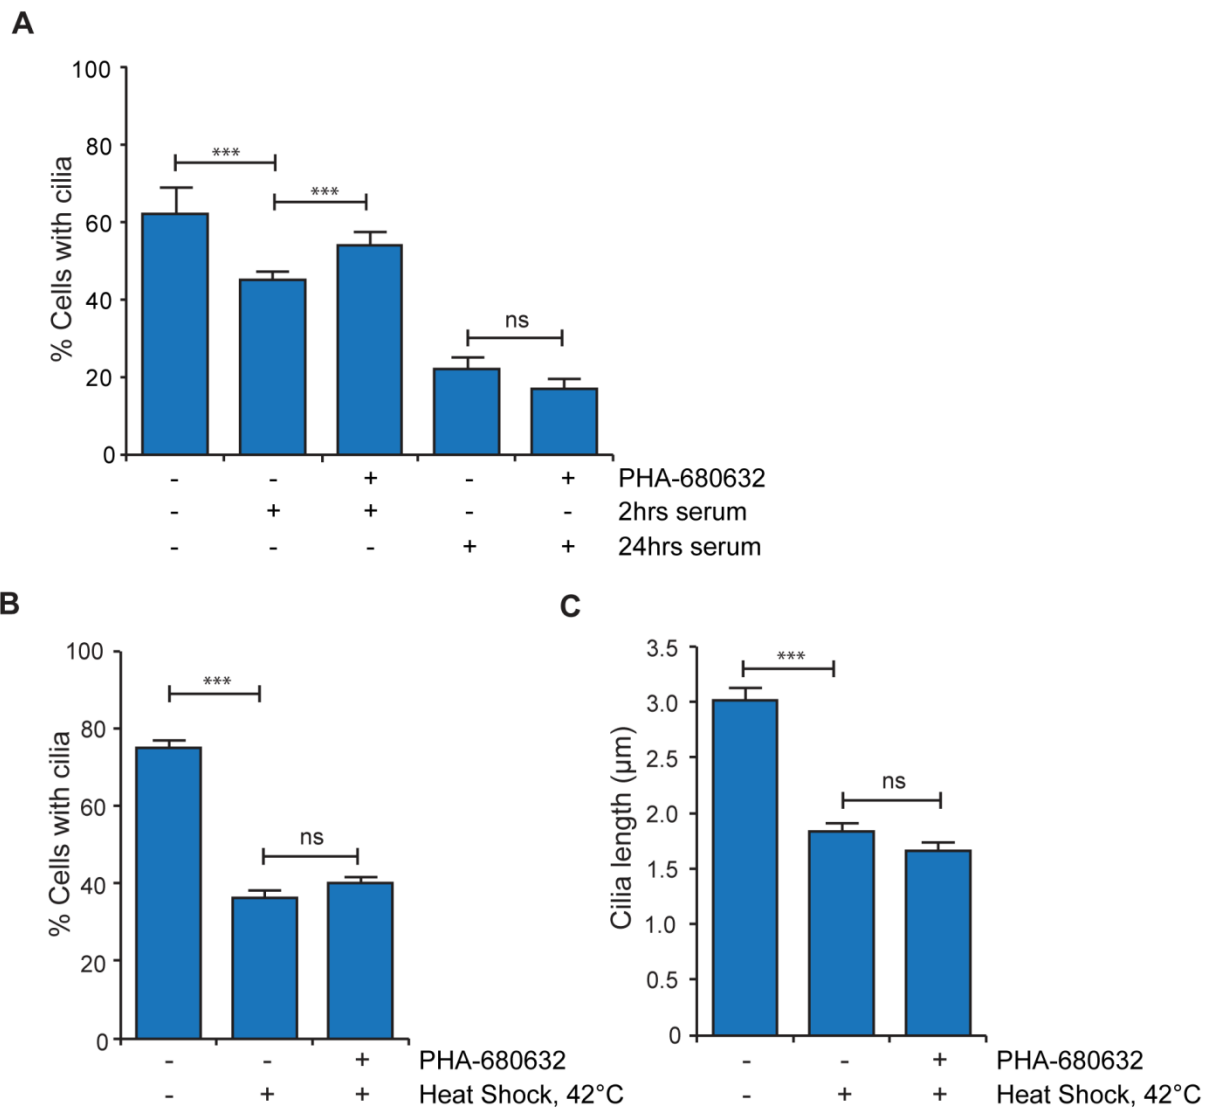 A
100
80
60
40
20
0
% Cells with cilia
***
***
ns
- - + - + PHA-680632
- + + - - 2hrs serum
- - - + + 24hrs serum
B
100
80
60
40
20
0
% Cells with cilia
***
ns
- - + PHA-680632
- + + Heat Shock, 42°C
C
3.5
3.0
2.5
2.0
1.5
1.0
0.5
0
Cilia length (μm)
***
ns
- - + PHA-680632
- + + Heat Shock, 42°C